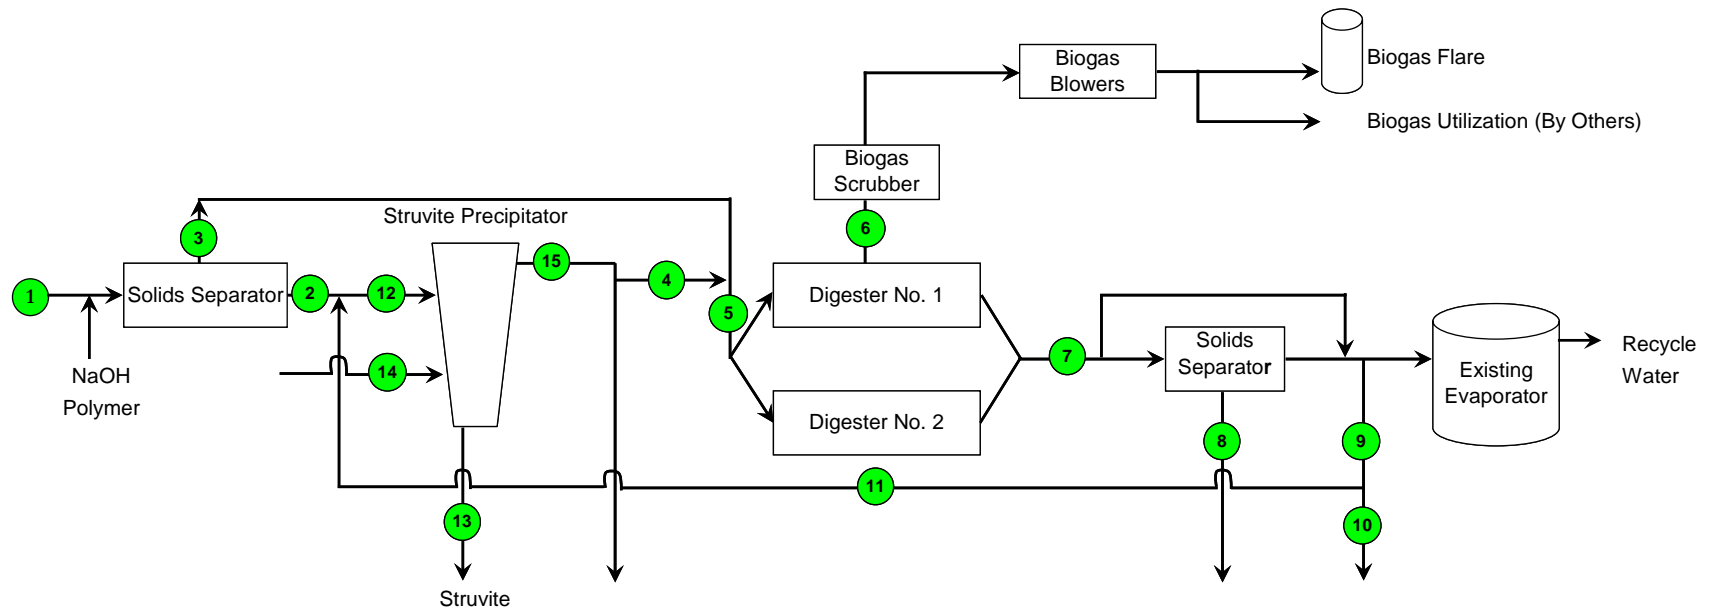 Biogas
Blowers
Biogas Flare
Biogas Utilization (By Others)
Biogas
Scrubber
Struvite Precipitator
3
6
15
4
1
Solids Separator
2
12
Digester No. 1
5
NaOH
Polymer
14
7
Solids
Separator
Existing
Evaporator
Recycle
Water
Digester No. 2
8
9
11
13
10
Struvite